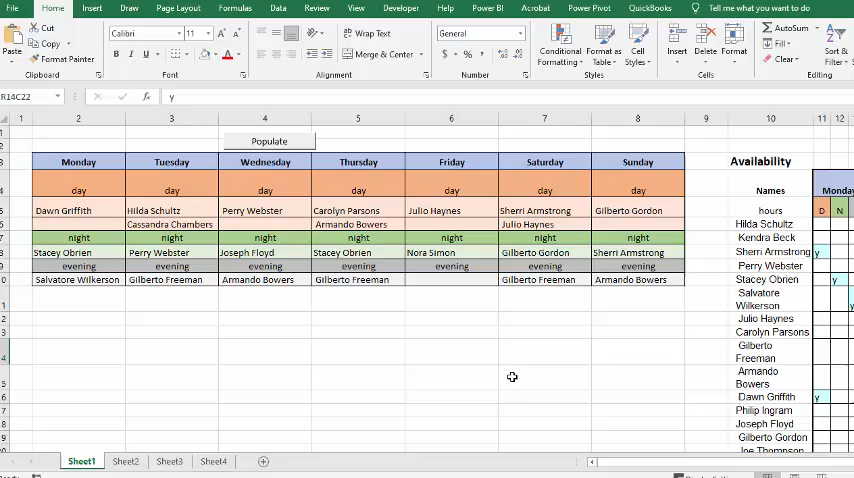 File Home Insert Draw Page Layout Formulas Data Review View Automate Developer Help Power BI Acrobat Power Pivot QuickBooks Tell me what you want to do
Cut
Copy
Format Painter
Paste
Clipboard
Calibri 11
B I U
Font
Wrap Text
Merge & Center
Alignment
General
$ % ,
Number
Conditional Formatting
Format as Table
Cell Styles
Styles
Insert Delete Format
Cells
AutoSum
Fill
Clear
Sort & Filter
Editing
R14C22 fx y
1 2 3 4 5 6 7 8 9 10 11 12
Populate
Monday Tuesday Wednesday Thursday Friday Saturday Sunday Availability
day day day day day day day Names Monday
Dawn Griffith Hilda Schultz Perry Webster Carolyn Parsons Julio Haynes Sherri Armstrong Gilberto Gordon hours D N
Cassandra Chambers Armando Bowers Julio Haynes Hilda Schultz
night night night night night night night Kendra Beck
Stacey Obrien Perry Webster Joseph Floyd Stacey Obrien Nora Simon Gilberto Gordon Sherri Armstrong Sherri Armstrong y
evening evening evening evening evening evening evening Perry Webster
Salvatore Wilkerson Gilberto Freeman Armando Bowers Gilberto Freeman Gilberto Freeman Armando Bowers Stacey Obrien y
Salvatore
Wilkerson y
Julio Haynes
Carolyn Parsons
Gilberto
Freeman
Armando
Bowers
Dawn Griffith y
Philip Ingram
Joseph Floyd
Gilberto Gordon
Joe Thompson
Sheet1 Sheet2 Sheet3 Sheet4